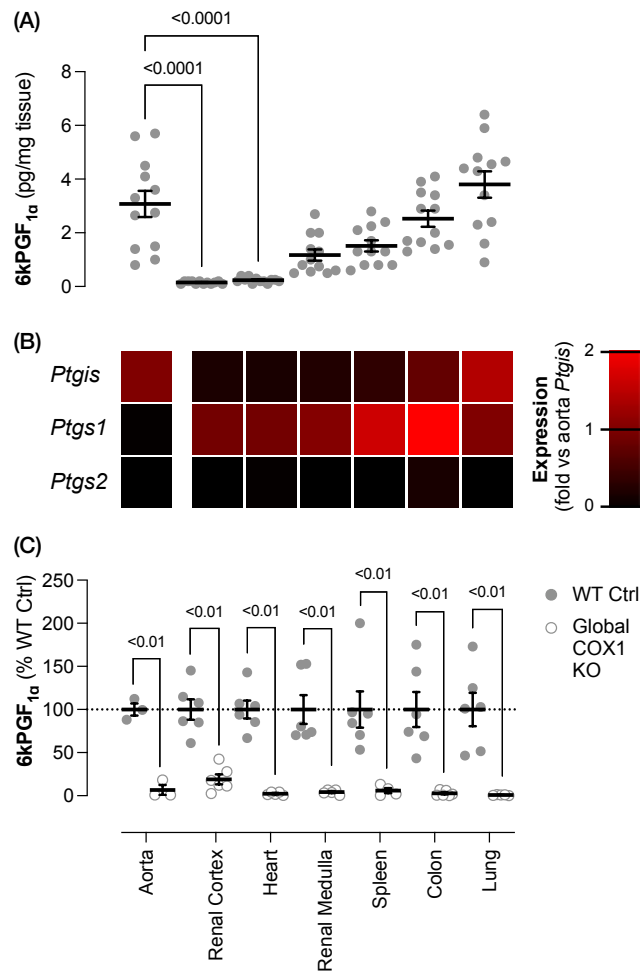 (A)
<0.0001
<0.0001
6kPGF1α (pg/mg tissue)
8
6
4
2
0
(B)
Ptgis
Ptgs1
Ptgs2
2
1
0
Expression
(fold vs aorta Ptgis)
(C)
6kPGF1α (% WT Ctrl)
250
200
150
100
50
0
<0.01
<0.01
<0.01
<0.01
<0.01
<0.01
<0.01
WT Ctrl
Global
COX1
KO
Aorta
Renal Cortex
Heart
Renal Medulla
Spleen
Colon
Lung